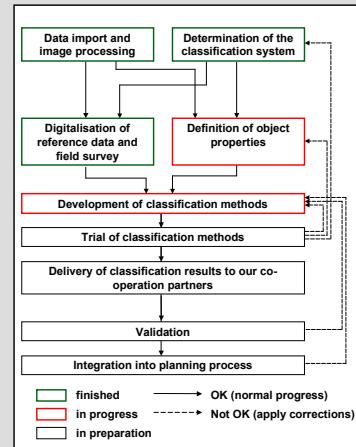 Data import and
image processing
Determination of the
classification system
Digitalisation of
reference data and
field survey
Definition of object
properties
Development of classification methods
Trial of classification methods
Delivery of classification results to our co-
operation partners
Validation
Integration into planning process
finished
OK (normal progress)
in progress
Not OK (apply corrections)
in preparation